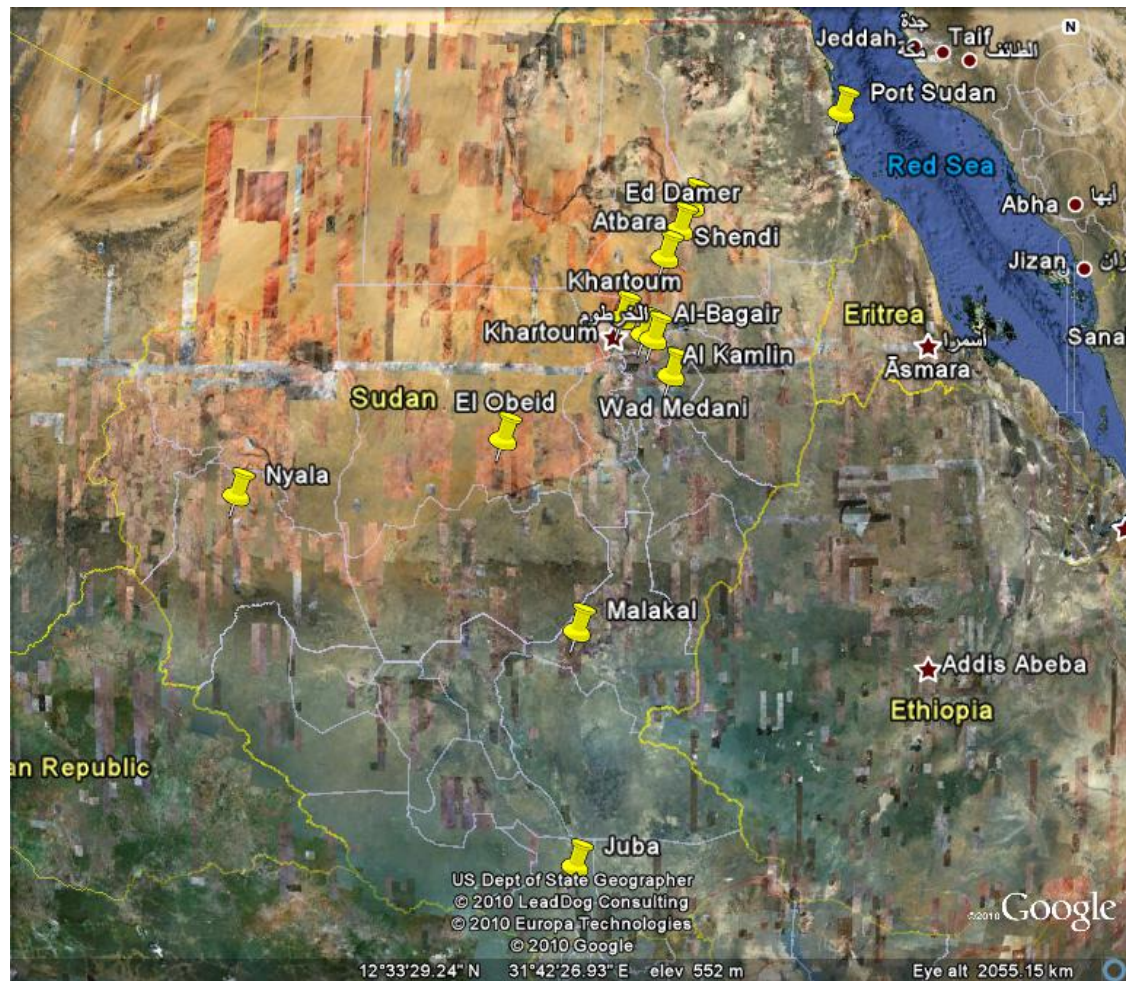 N
جدة
Jeddah
مكة
Taif
الطائف
Port Sudan
Red Sea
Abha
أبها
Ed Damer
Atbara
Shendi
Jizan
Khartoum
الخرطوم
Khartoum
Al-Bagair
Eritrea
أسمرا
Āsmara
Sana
Al Kamlin
Sudan
El Obeid
Wad Medani
Nyala
Malakal
Addis Abeba
Ethiopia
an Republic
Juba
US Dept of State Geographer
© 2010 LeadDog Consulting
© 2010 Europa Technologies
© 2010 Google
©2010 Google
12°33'29.24" N 31°42'26.93" E elev 552 m
Eye alt 2055.15 km